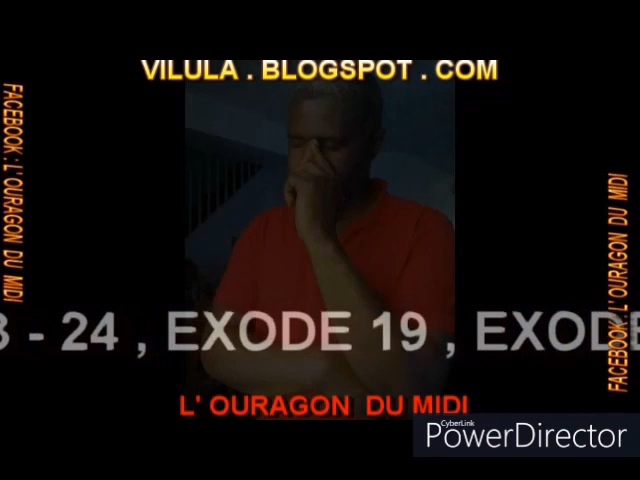 VILULA . BLOGSPOT . COM
FACEBOOK : L' OURAGON DU MIDI
FACEBOOK : L' OURAGON DU MIDI
- 24 , EXODE 19 , EXODE
L' OURAGON DU MIDI
CyberLink
PowerDirector